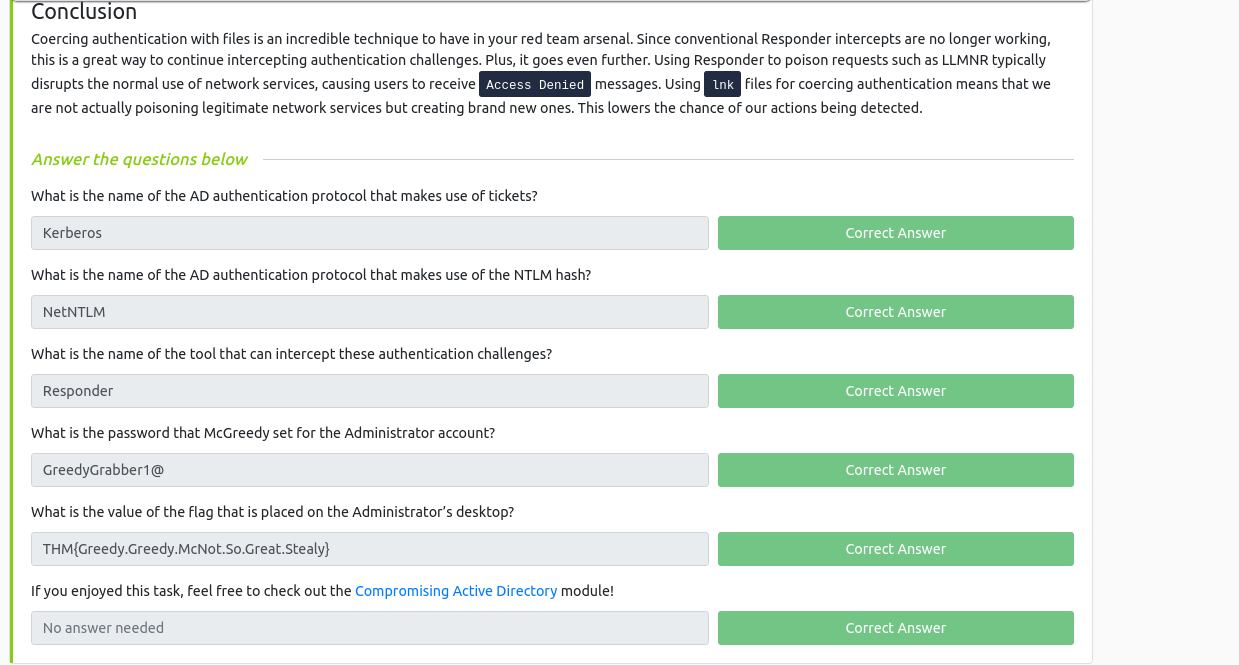 Conclusion
Coercing authentication with files is an incredible technique to have in your red team arsenal. Since conventional Responder intercepts are no longer working,
this is a great way to continue intercepting authentication challenges. Plus, it goes even further. Using Responder to poison requests such as LLMNR typically
disrupts the normal use of network services, causing users to receive Access Denied messages. Using lnk files for coercing authentication means that we
are not actually poisoning legitimate network services but creating brand new ones. This lowers the chance of our actions being detected.
Answer the questions below
What is the name of the AD authentication protocol that makes use of tickets?
Kerberos Correct Answer
What is the name of the AD authentication protocol that makes use of the NTLM hash?
NetNTLM Correct Answer
What is the name of the tool that can intercept these authentication challenges?
Responder Correct Answer
What is the password that McGreedy set for the Administrator account?
GreedyGrabber1@ Correct Answer
What is the value of the flag that is placed on the Administrator’s desktop?
THM{Greedy.Greedy.McNot.So.Great.Stealy} Correct Answer
If you enjoyed this task, feel free to check out the Compromising Active Directory module!
No answer needed Correct Answer